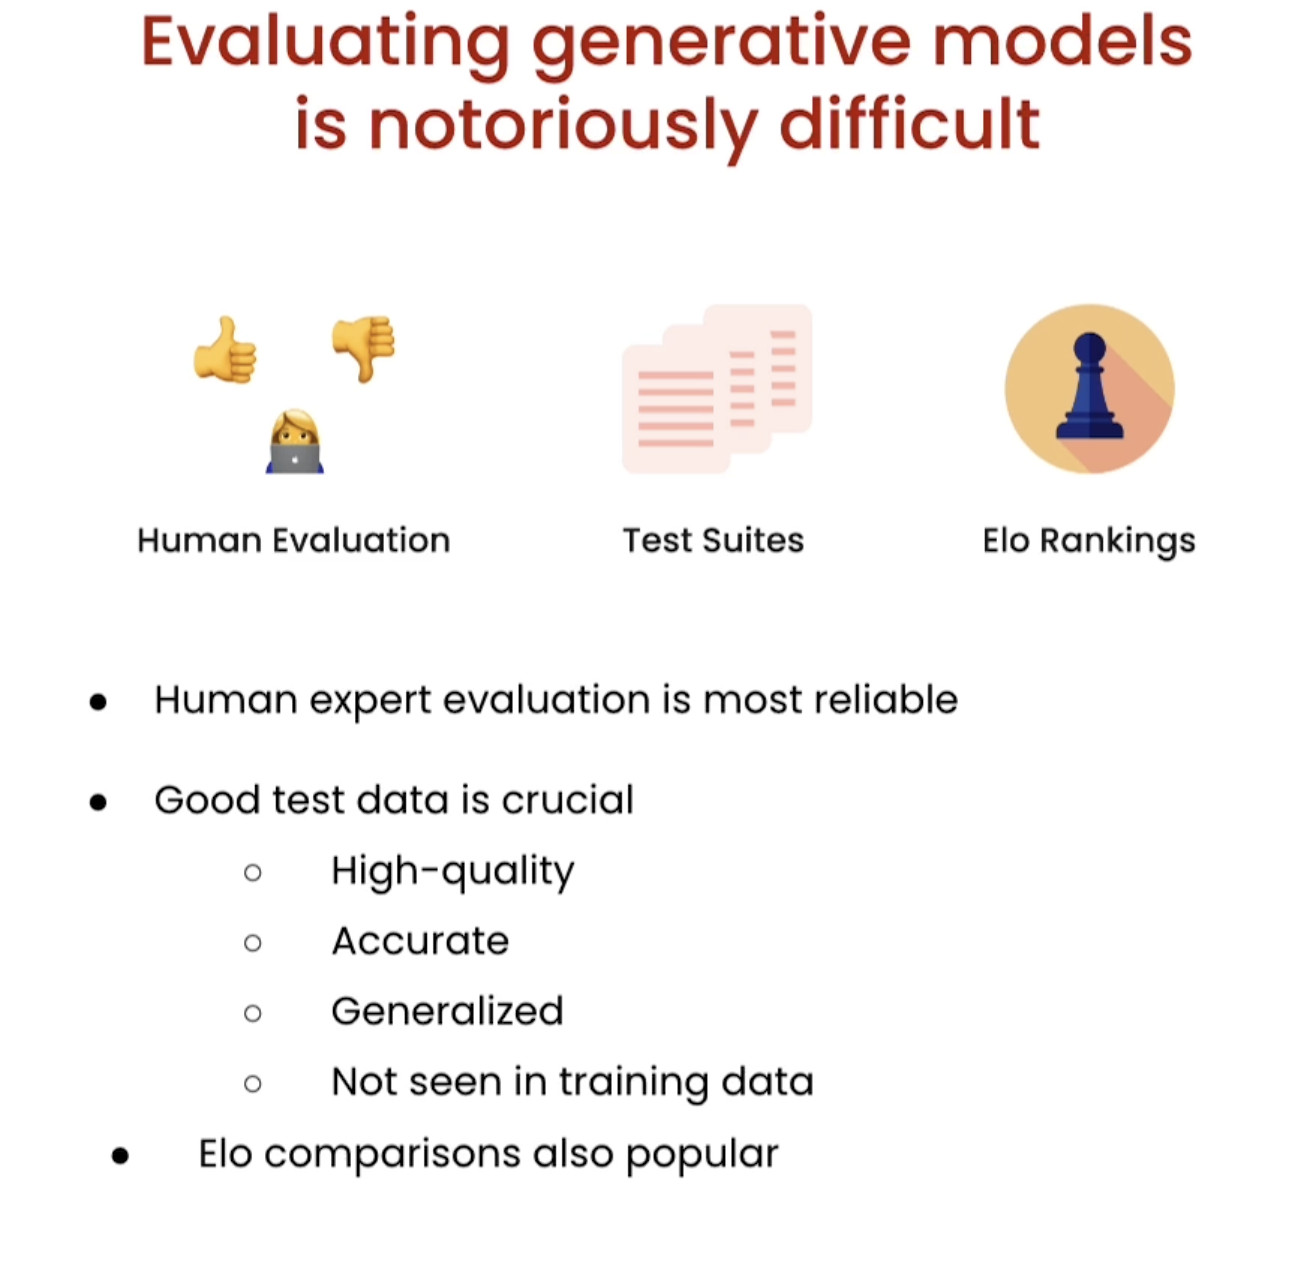 Evaluating generative models
is notoriously difficult
Human Evaluation
Test Suites
Elo Rankings
● Human expert evaluation is most reliable
● Good test data is crucial
○ High-quality
○ Accurate
○ Generalized
○ Not seen in training data
● Elo comparisons also popular